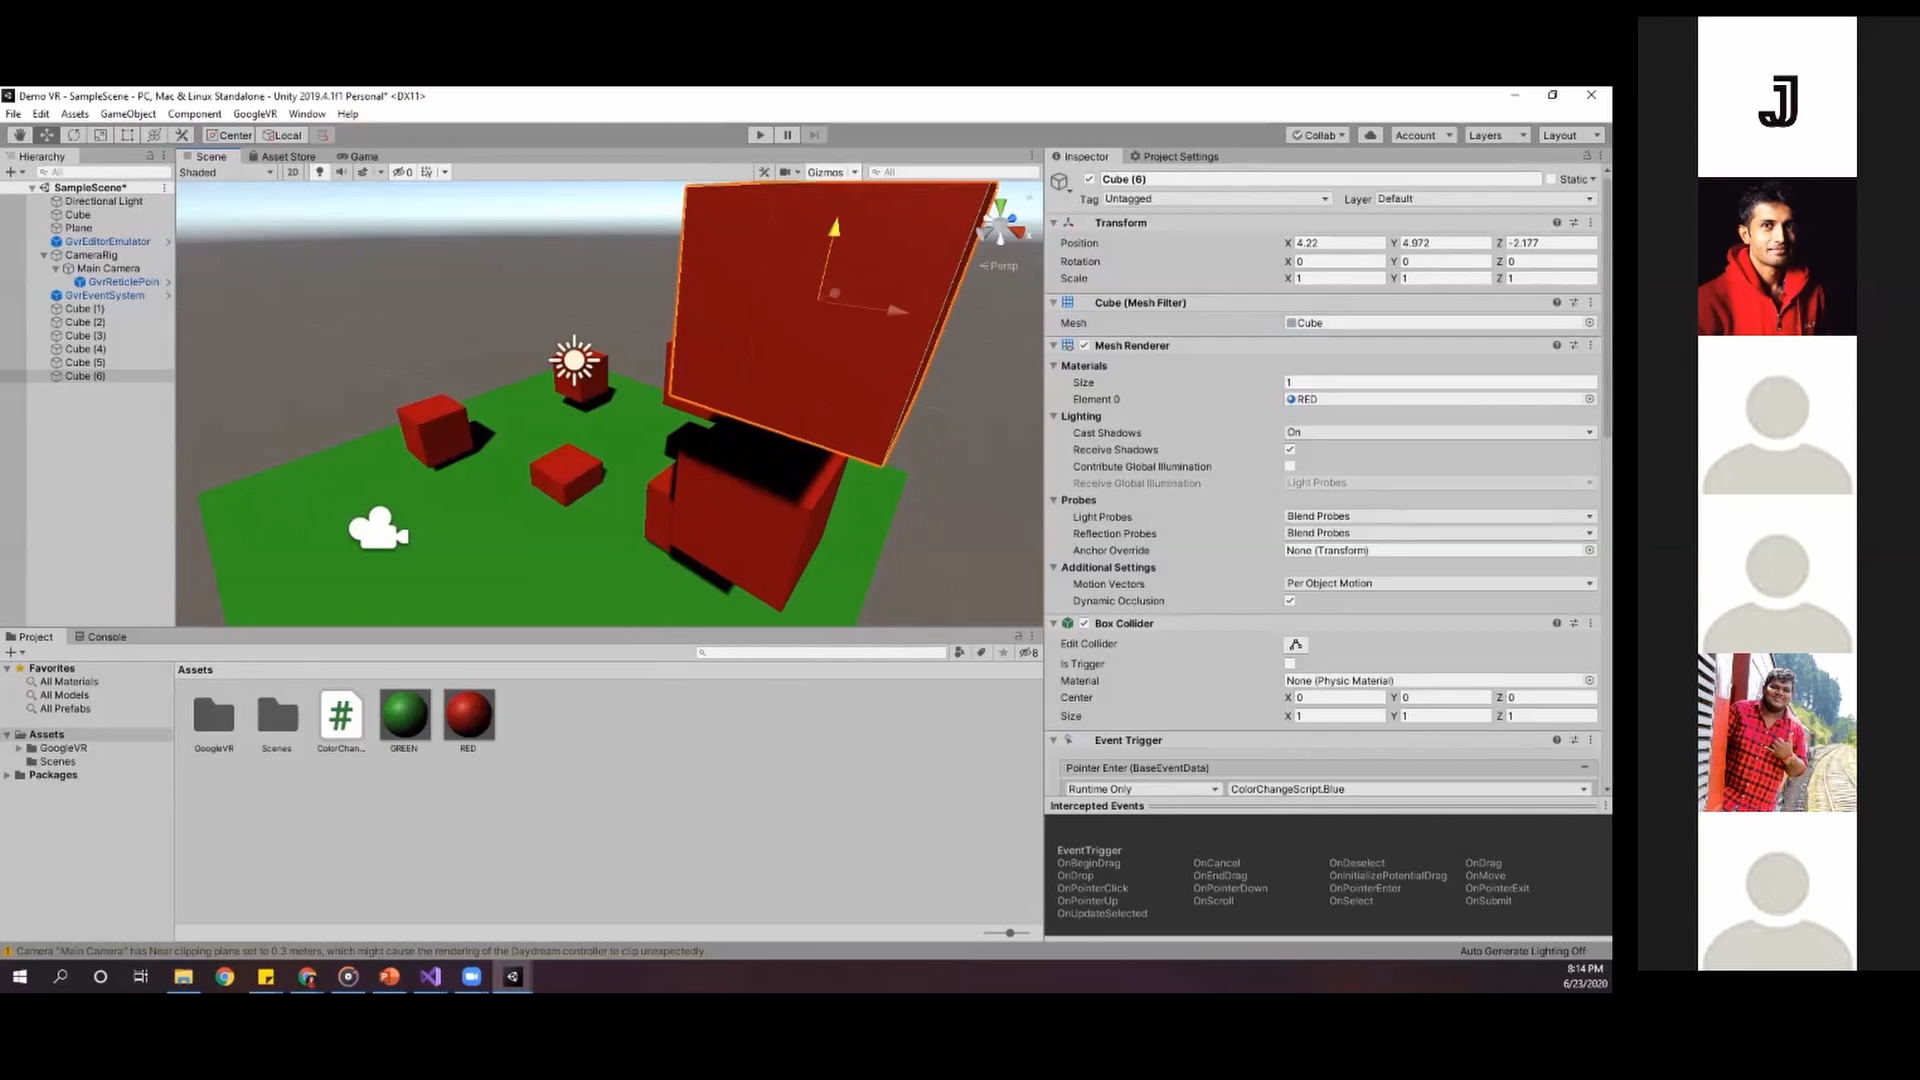 Demo VR - SampleScene - PC, Mac & Linux Standalone - Unity 2019.4.1f1 Personal* <DX11>
File Edit Assets GameObject Component GoogleVR Window Help
Center Local Collab Account Layers Layout
Hierarchy
All
SampleScene*
Directional Light
Cube
Plane
GvrEditorEmulator
CameraRig
Main Camera
GvrReticlePoin
GvrEventSystem
Cube (1)
Cube (2)
Cube (3)
Cube (4)
Cube (5)
Cube (6)
Scene Asset Store Game
Shaded 2D 0 Gizmos All
Persp
Inspector Project Settings
Cube (6) Static
Tag Untagged Layer Default
Transform
Position X 4.22 Y 4.972 Z -2.177
Rotation X 0 Y 0 Z 0
Scale X 1 Y 1 Z 1
Cube (Mesh Filter)
Mesh Cube
Mesh Renderer
Materials
Size 1
Element 0 RED
Lighting
Cast Shadows On
Receive Shadows
Contribute Global Illumination
Receive Global Illumination Light Probes
Probes
Light Probes Blend Probes
Reflection Probes Blend Probes
Anchor Override None (Transform)
Additional Settings
Motion Vectors Per Object Motion
Dynamic Occlusion
Box Collider
Edit Collider
Is Trigger
Material None (Physic Material)
Center X 0 Y 0 Z 0
Size X 1 Y 1 Z 1
Event Trigger
Pointer Enter (BaseEventData)
Runtime Only ColorChangeScript.Blue
Intercepted Events
EventTrigger
OnBeginDrag OnCancel OnDeselect OnDrag
OnDrop OnEndDrag OnInitializePotentialDrag OnMove
OnPointerClick OnPointerDown OnPointerEnter OnPointerExit
OnPointerUp OnScroll OnSelect OnSubmit
OnUpdateSelected
Project Console
8
Favorites
All Materials
All Models
All Prefabs
Assets
GoogleVR
Scenes
Packages
Assets
GoogleVR Scenes ColorChan... GREEN RED
Camera "Main Camera" has Near clipping plane set to 0.3 meters, which might cause the rendering of the Daydream controller to clip unexpectedly.
Auto Generate Lighting Off
8:14 PM
6/23/2020